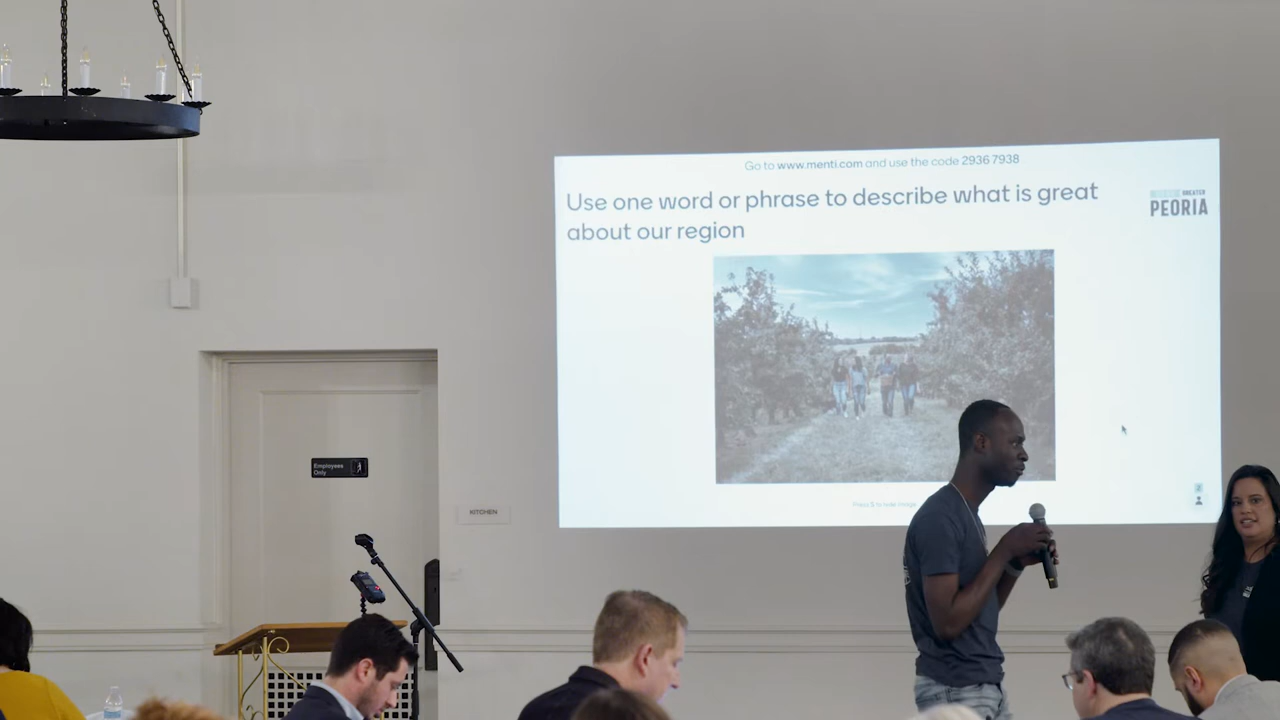 Go to www.menti.com and use the code 2936 7938
Use one word or phrase to describe what is great
about our region
GREATER
PEORIA
Employees
Only
KITCHEN